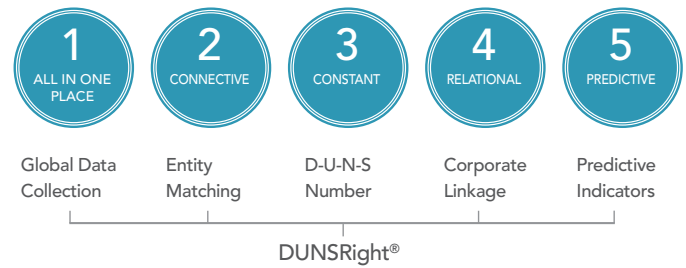 1
ALL IN ONE
PLACE
2
CONNECTIVE
3
CONSTANT
4
RELATIONAL
5
PREDICTIVE
Global Data
Collection
Entity
Matching
D-U-N-S
Number
Corporate
Linkage
Predictive
Indicators
DUNSRight®